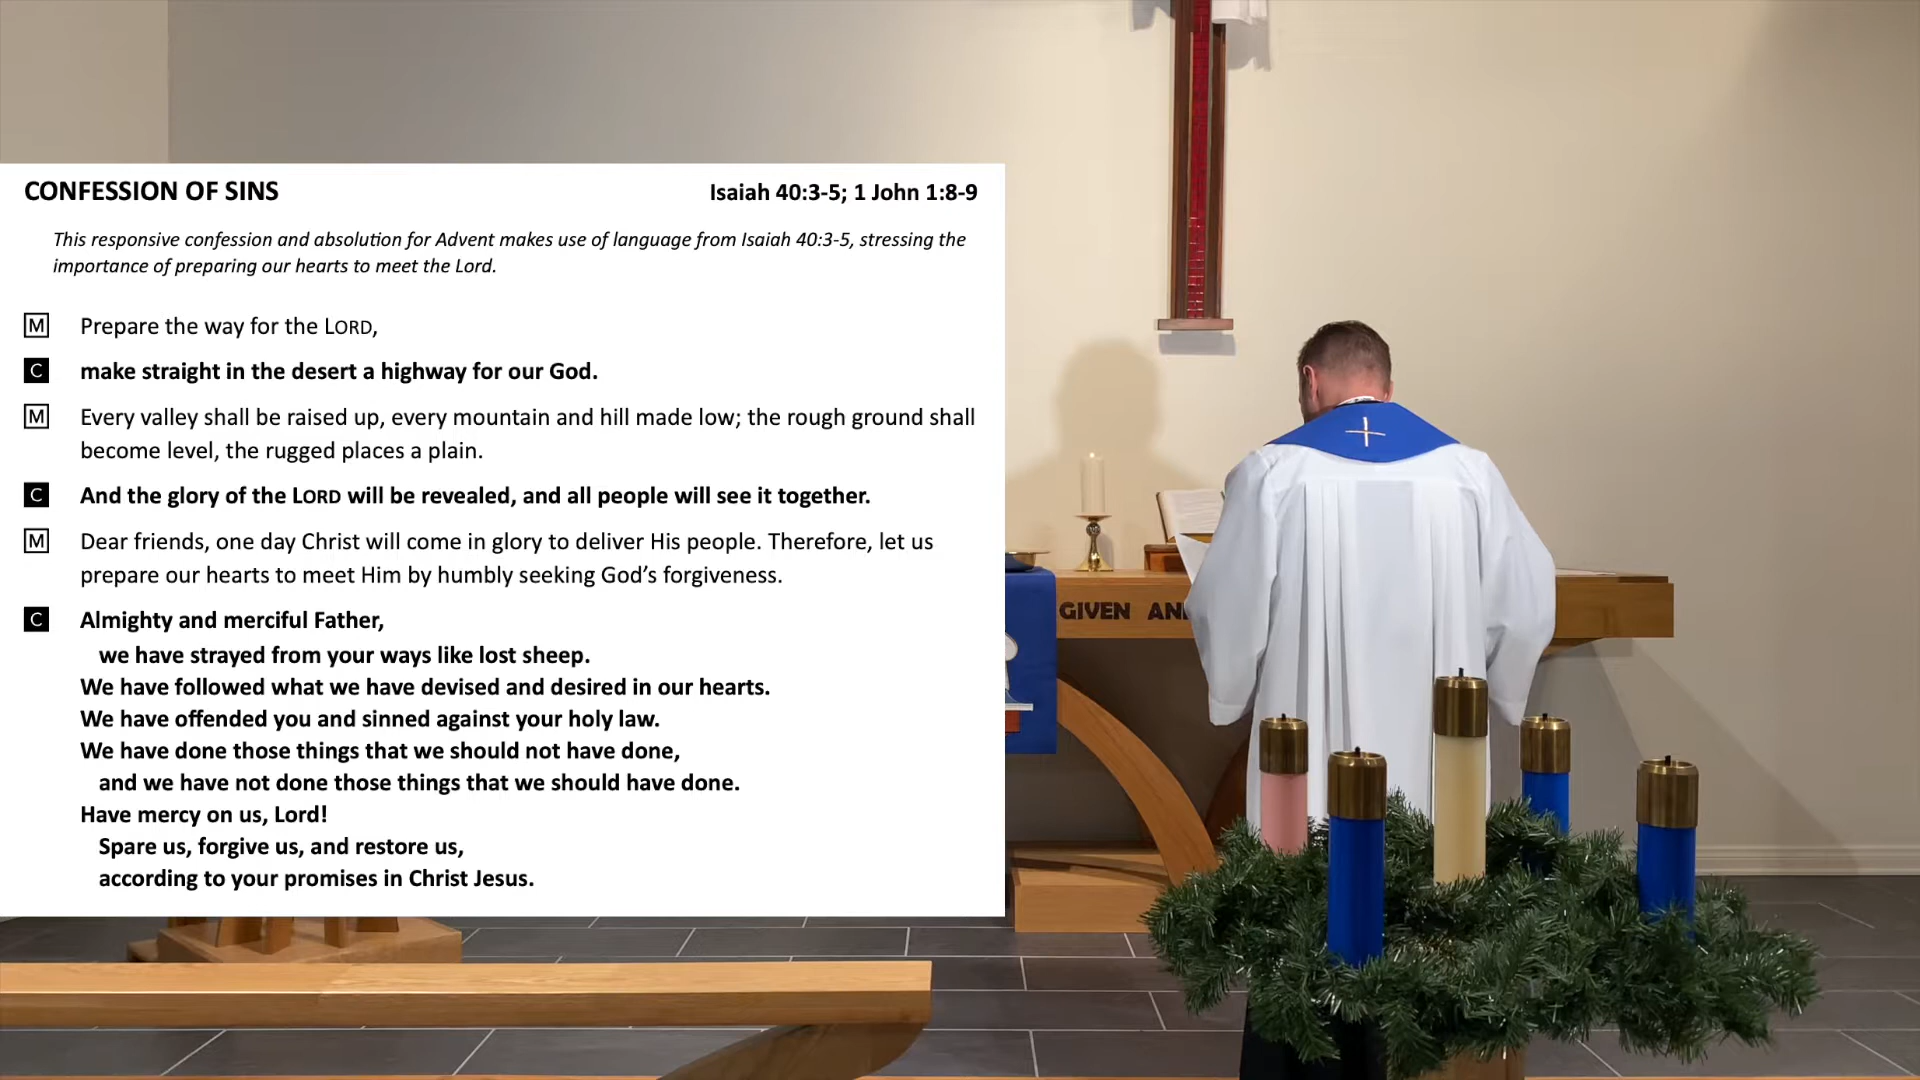 CONFESSION OF SINS Isaiah 40:3-5; 1 John 1:8-9
This responsive confession and absolution for Advent makes use of language from Isaiah 40:3-5, stressing the
importance of preparing our hearts to meet the Lord.
M Prepare the way for the LORD,
C make straight in the desert a highway for our God.
M Every valley shall be raised up, every mountain and hill made low; the rough ground shall
become level, the rugged places a plain.
C And the glory of the LORD will be revealed, and all people will see it together.
M Dear friends, one day Christ will come in glory to deliver His people. Therefore, let us
prepare our hearts to meet Him by humbly seeking God’s forgiveness.
C Almighty and merciful Father,
we have strayed from your ways like lost sheep.
We have followed what we have devised and desired in our hearts.
We have offended you and sinned against your holy law.
We have done those things that we should not have done,
and we have not done those things that we should have done.
Have mercy on us, Lord!
Spare us, forgive us, and restore us,
according to your promises in Christ Jesus.
GIVEN